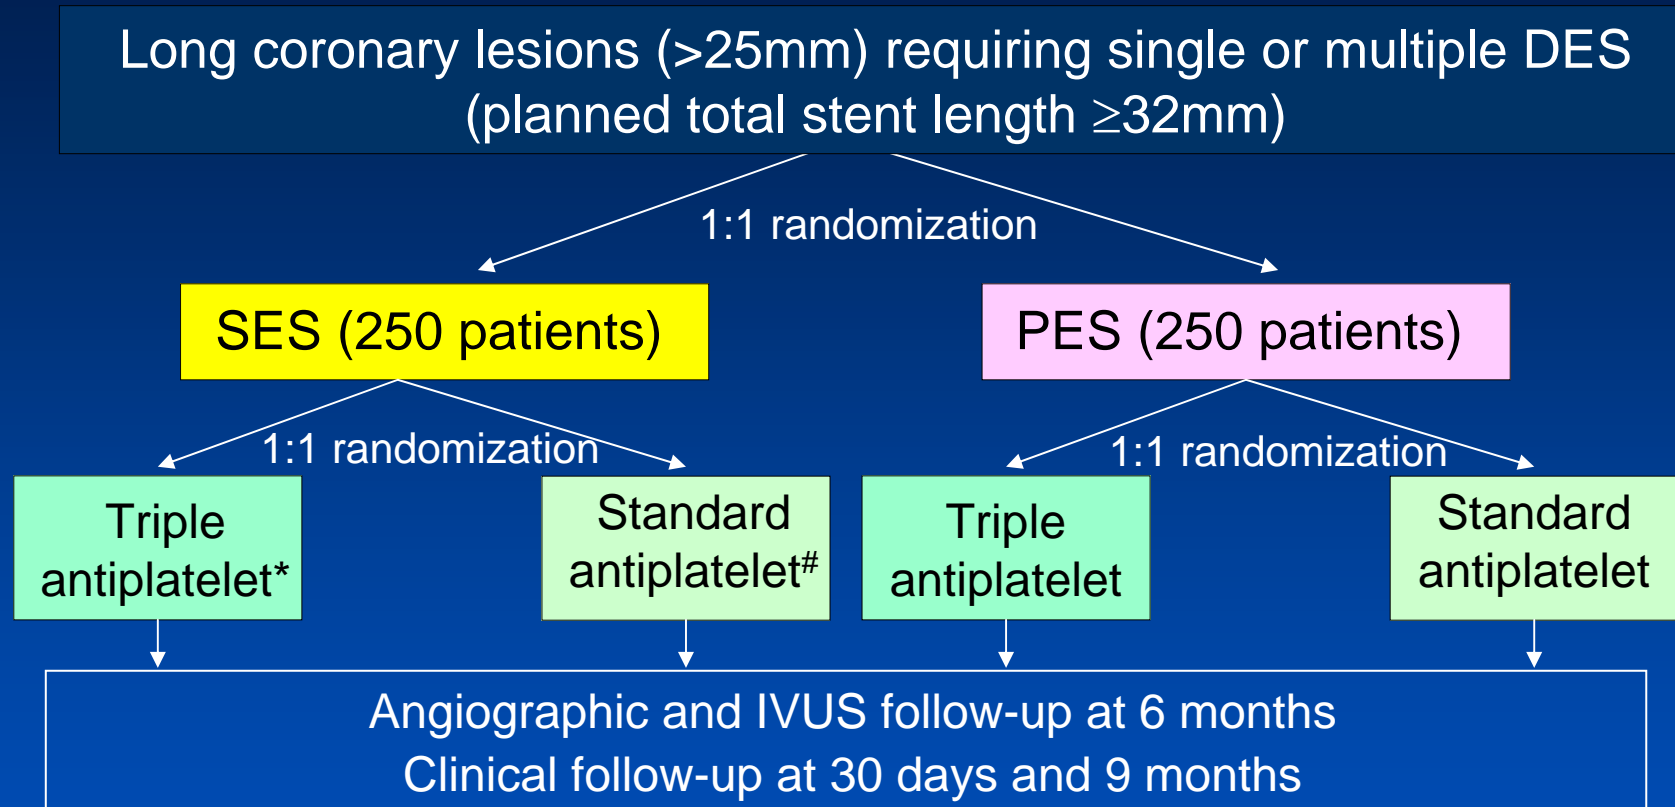 Long coronary lesions (>25mm) requiring single or multiple DES
(planned total stent length ≥32mm)
1:1 randomization
SES (250 patients)
PES (250 patients)
1:1 randomization
1:1 randomization
Triple
antiplatelet*
Standard
antiplatelet#
Triple
antiplatelet
Standard
antiplatelet
Angiographic and IVUS follow-up at 6 months
Clinical follow-up at 30 days and 9 months